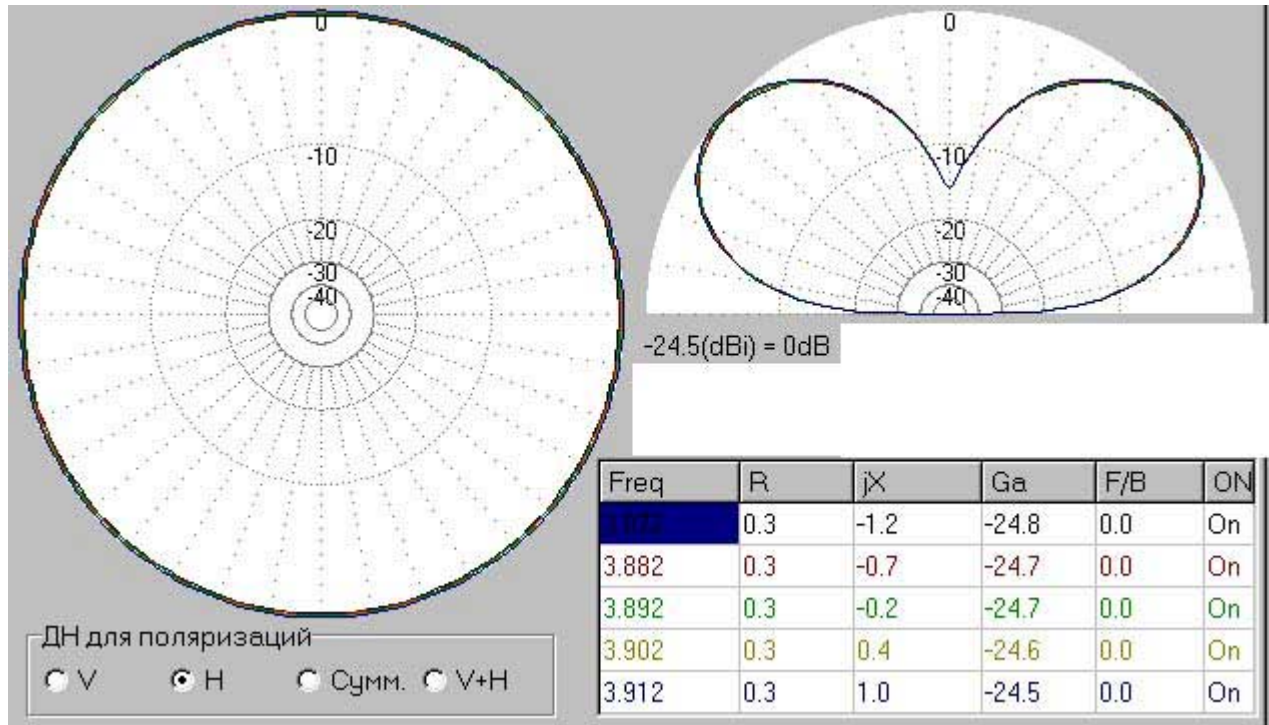 0
-10
-20
-30
-40
0
-10
-20
-30
-40
-24.5(dBi) = 0dB
Freq R jX Ga F/B ON
0.3 -1.2 -24.8 0.0 On
3.882 0.3 -0.7 -24.7 0.0 On
3.892 0.3 -0.2 -24.7 0.0 On
3.902 0.3 0.4 -24.6 0.0 On
3.912 0.3 1.0 -24.5 0.0 On
ДН для поляризаций
V H Сумм. V+H